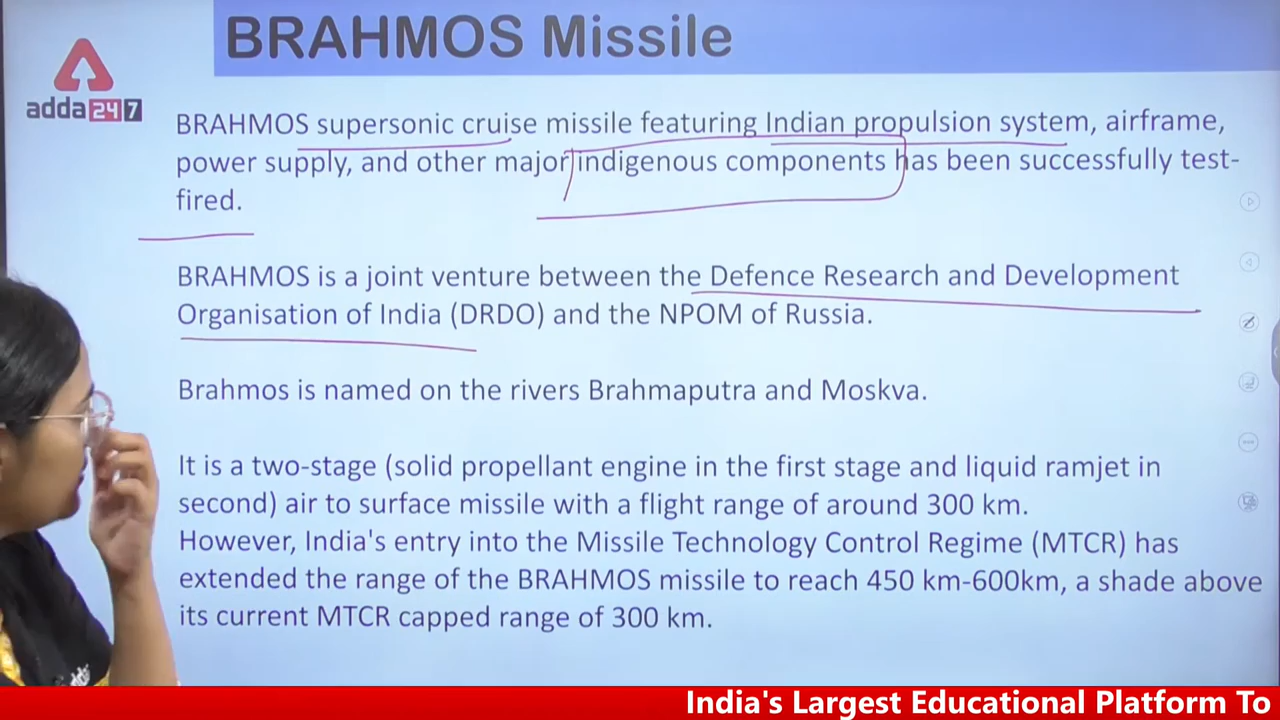 BRAHMOS Missile
adda247
BRAHMOS supersonic cruise missile featuring Indian propulsion system, airframe,
power supply, and other major indigenous components has been successfully test-
fired.
BRAHMOS is a joint venture between the Defence Research and Development
Organisation of India (DRDO) and the NPOM of Russia.
Brahmos is named on the rivers Brahmaputra and Moskva.
It is a two-stage (solid propellant engine in the first stage and liquid ramjet in
second) air to surface missile with a flight range of around 300 km.
However, India's entry into the Missile Technology Control Regime (MTCR) has
extended the range of the BRAHMOS missile to reach 450 km-600km, a shade above
its current MTCR capped range of 300 km.
India's Largest Educational Platform To